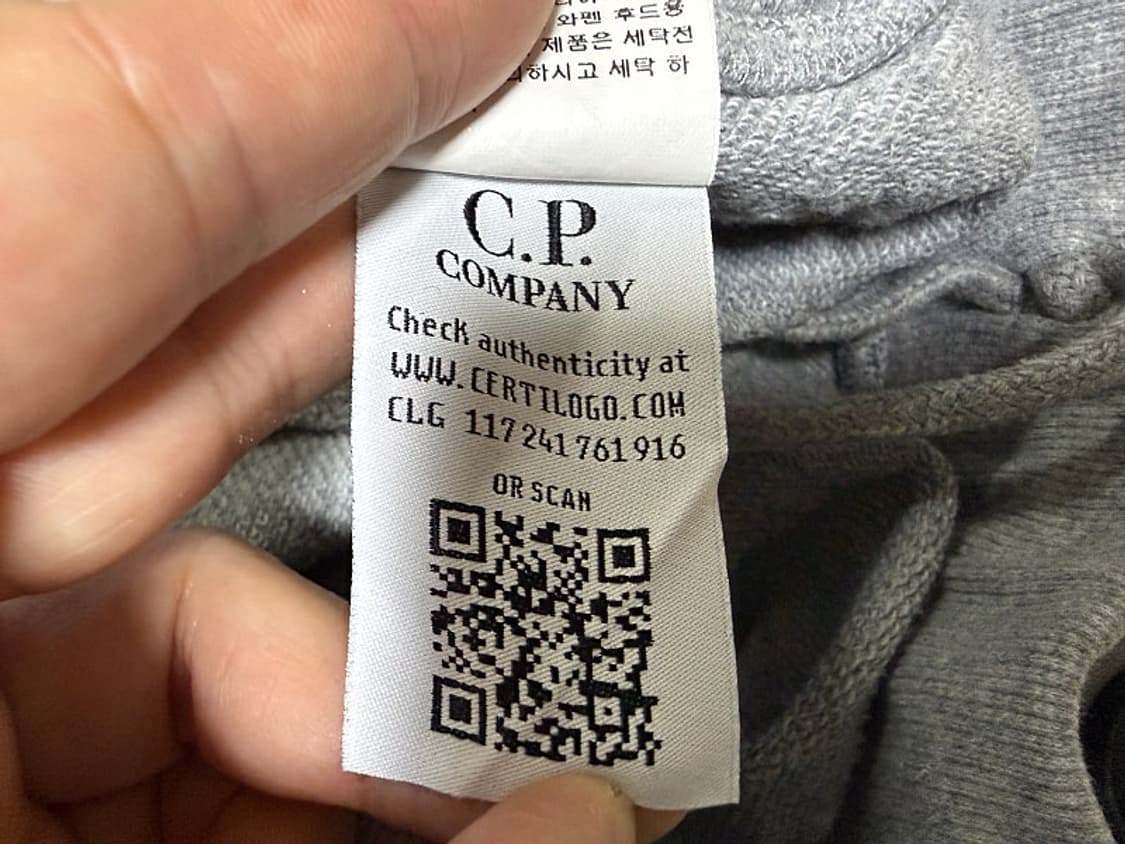 와펜 후드용
제품은 세탁전
하시고 세탁 하
C.P.
COMPANY
Check authenticity at
WWW.CERTILOGO.COM
CLG 117241761916
OR SCAN